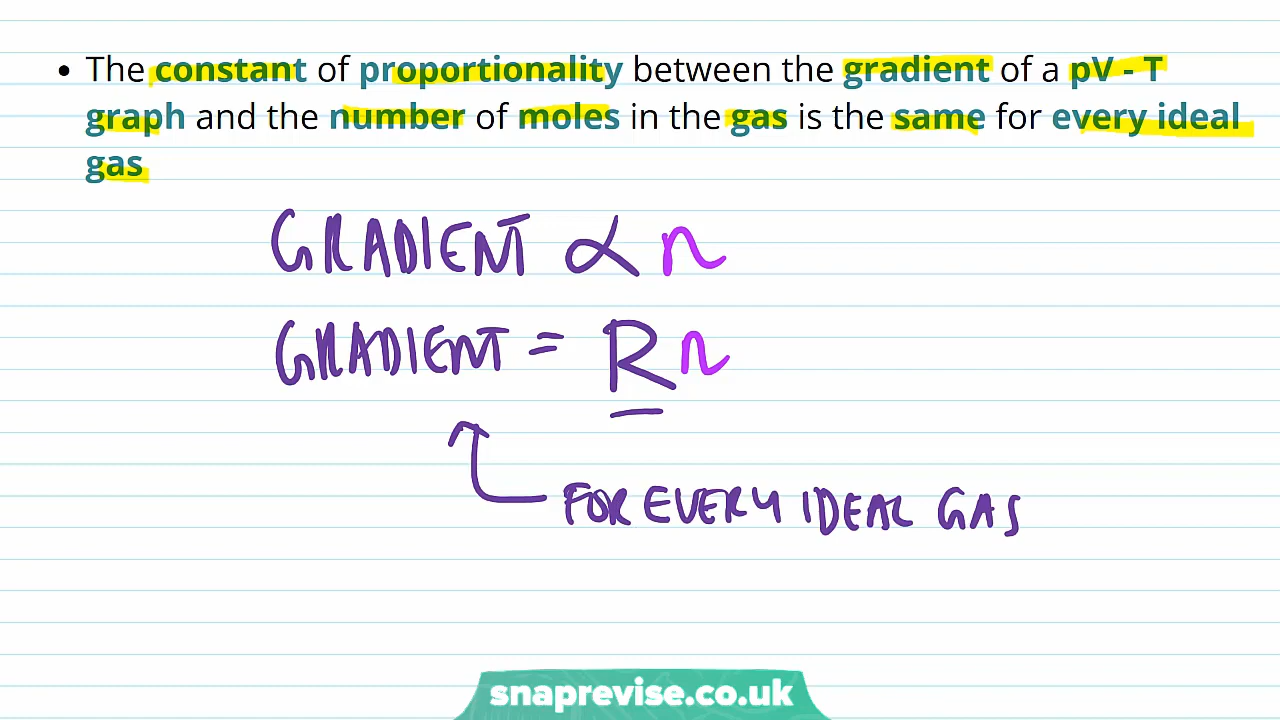 • The constant of proportionality between the gradient of a pV - T
graph and the number of moles in the gas is the same for every ideal
gas
GRADIENT ∝ n
GRADIENT = Rn
FOR EVERY IDEAL GAS
snaprevise.co.uk